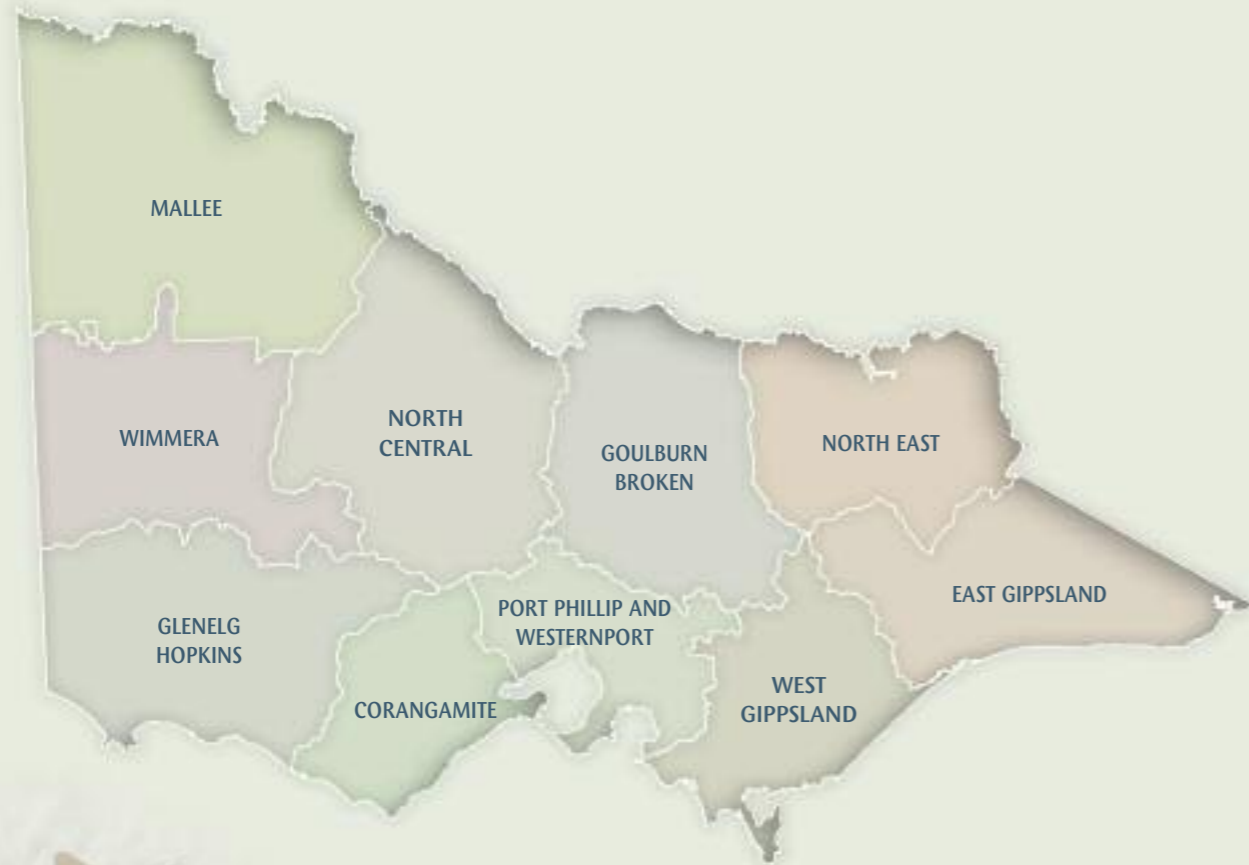 MALLEE
WIMMERA
NORTH
CENTRAL
GOULBURN
BROKEN
NORTH EAST
EAST GIPPSLAND
GLENELG
HOPKINS
PORT PHILLIP AND
WESTERNPORT
CORANGAMITE
WEST
GIPPSLAND